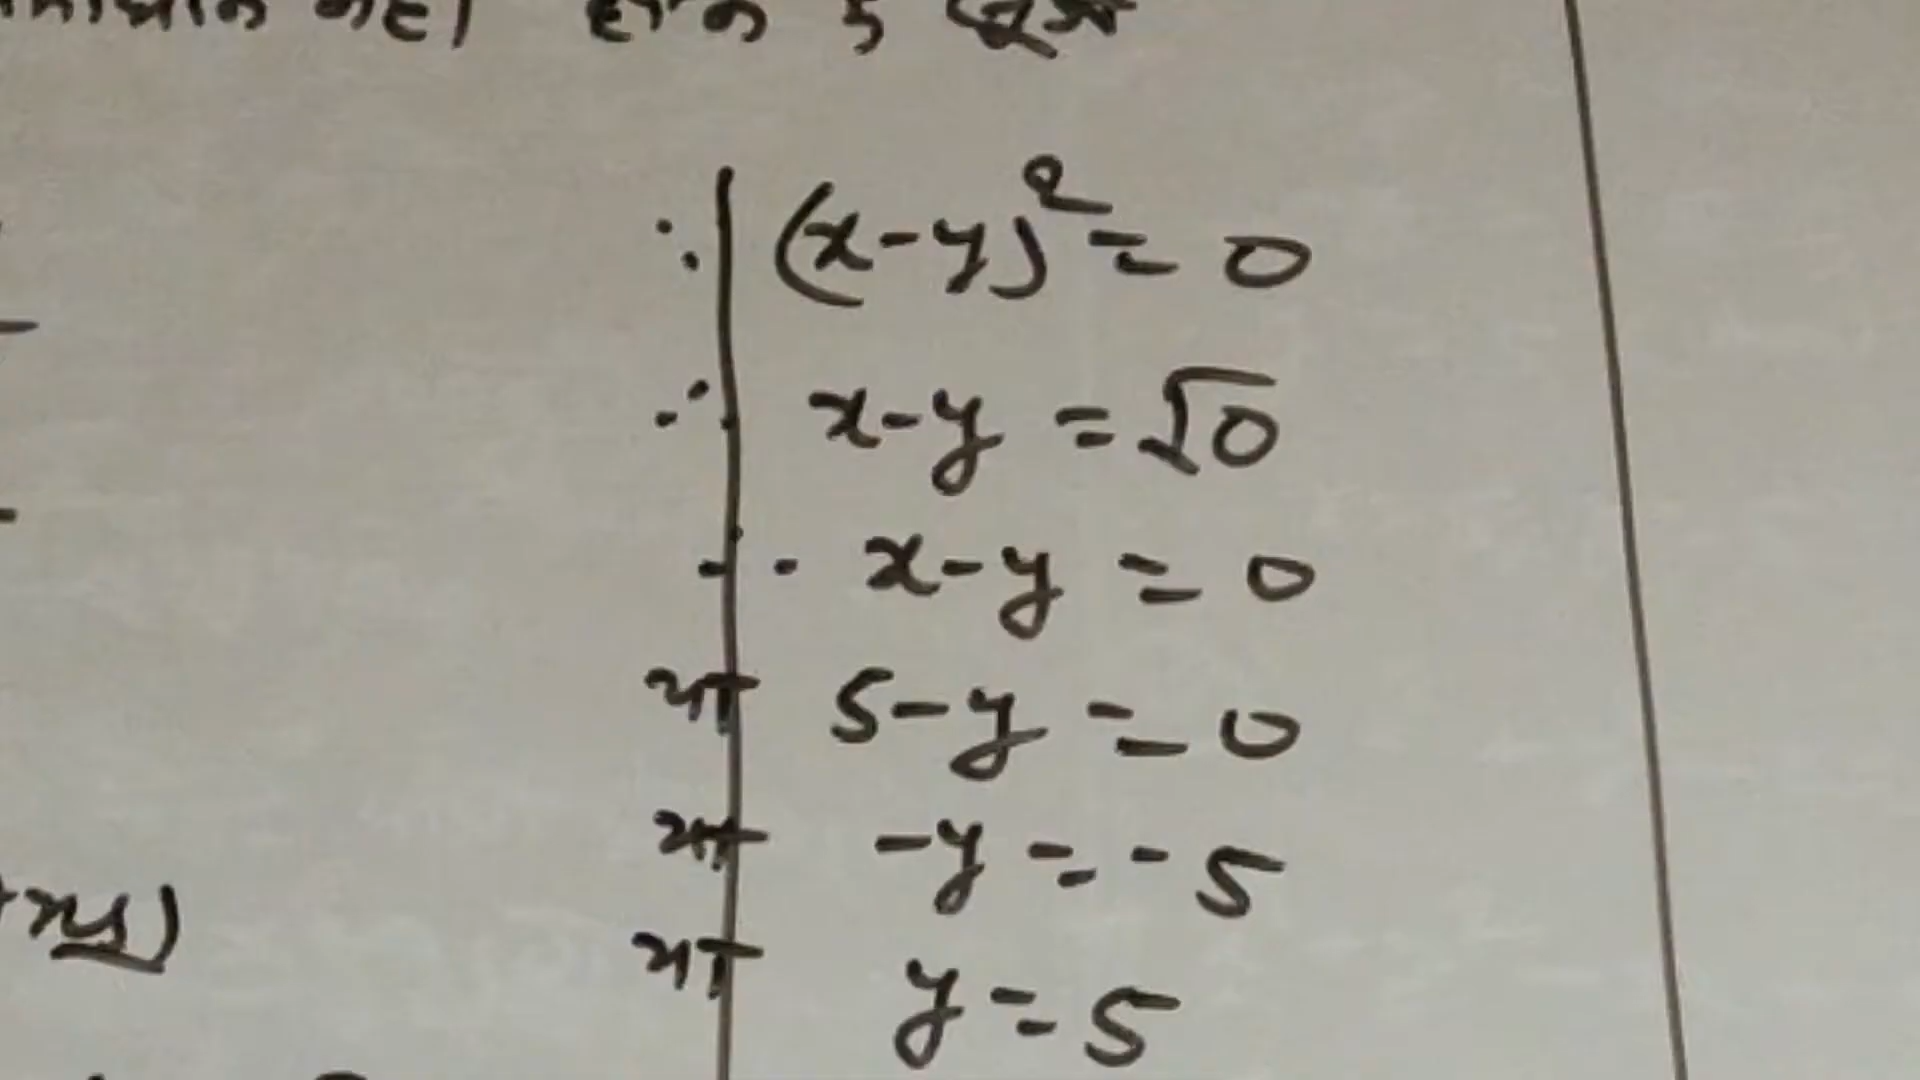 ∵ (x-y)² = 0
∴ x-y = √0
∴ x-y = 0
या 5-y = 0
या -y = -5
या y = 5